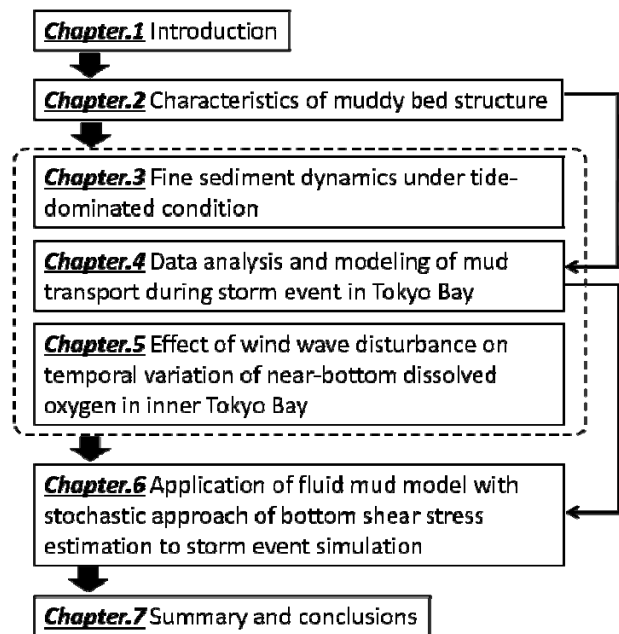 Chapter.1 Introduction
Chapter.2 Characteristics of muddy bed structure
Chapter.3 Fine sediment dynamics under tide-
dominated condition
Chapter.4 Data analysis and modeling of mud
transport during storm event in Tokyo Bay
Chapter.5 Effect of wind wave disturbance on
temporal variation of near-bottom dissolved
oxygen in inner Tokyo Bay
Chapter.6 Application of fluid mud model with
stochastic approach of bottom shear stress
estimation to storm event simulation
Chapter.7 Summary and conclusions